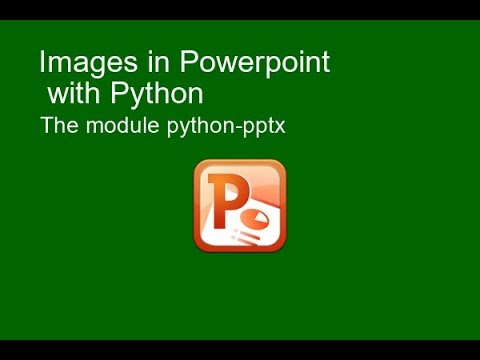 Images in Powerpoint
with Python
The module python-pptx
P